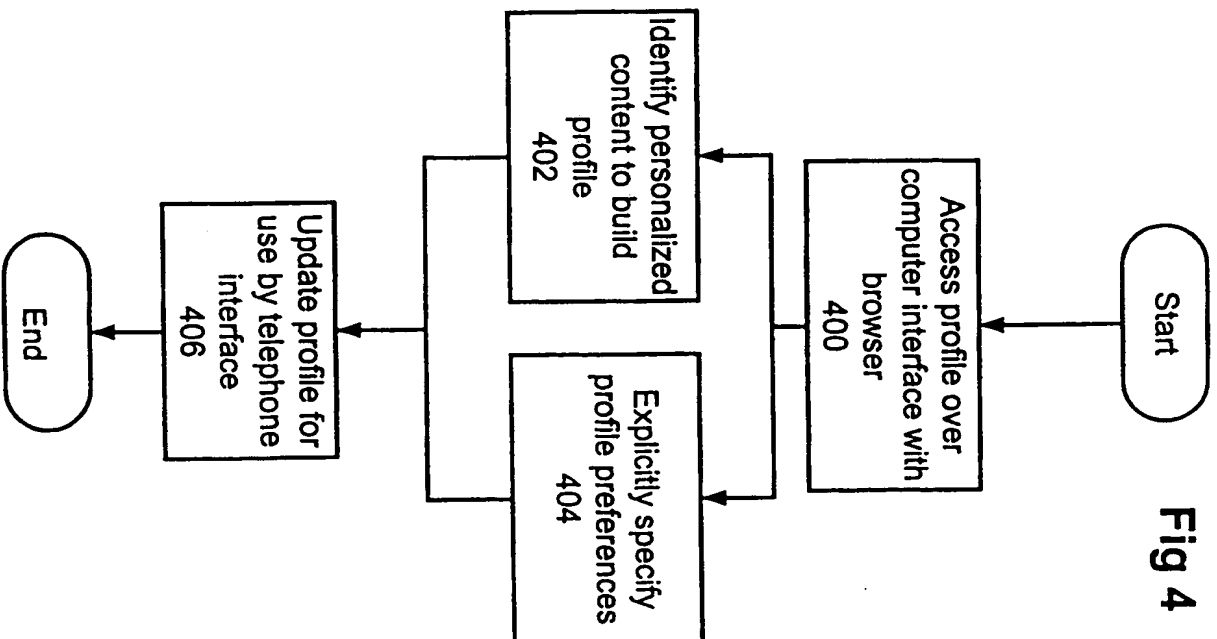 Fig 4
Start
Access profile over
computer interface with
browser
400
Identify personalized
content to build
profile
402
Explicitly specify
profile preferences
404
Update profile for
use by telephone
interface
406
End